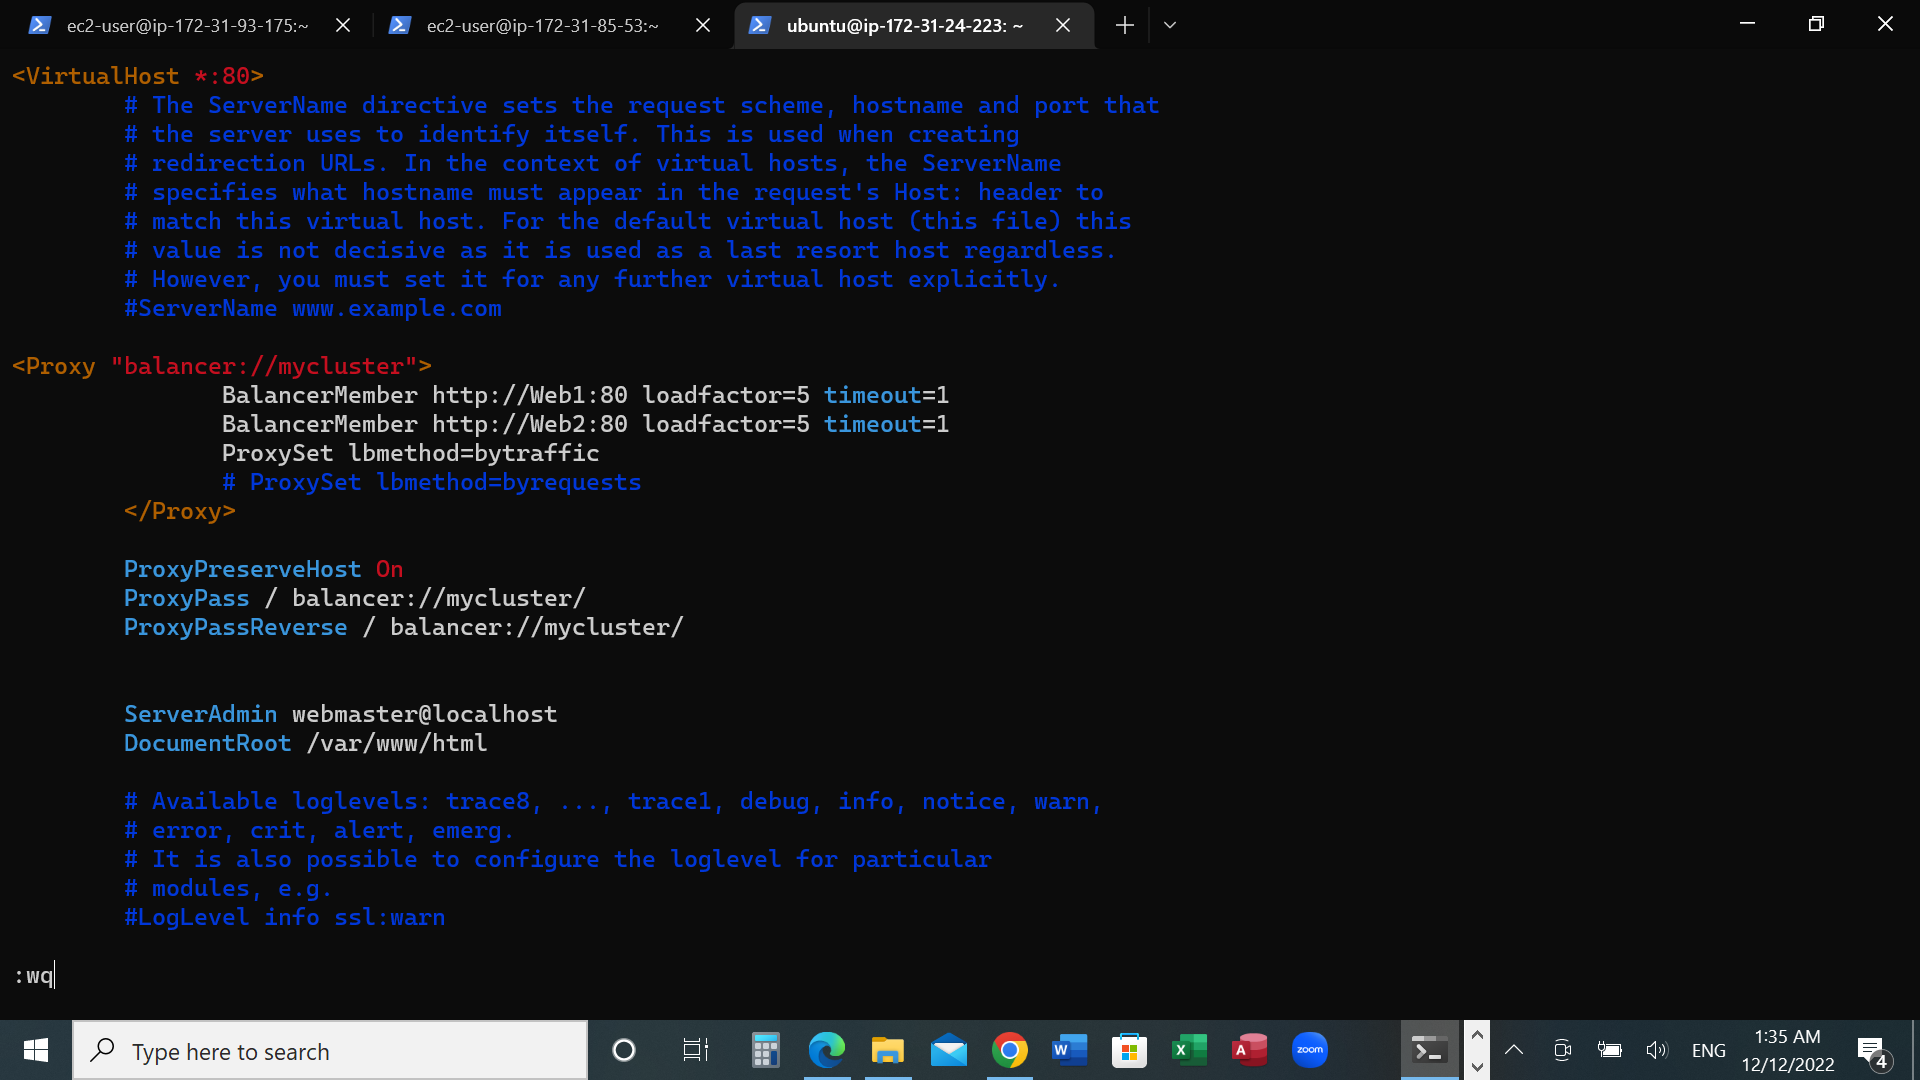 ec2-user@ip-172-31-93-175:~
ec2-user@ip-172-31-85-53:~
ubuntu@ip-172-31-24-223: ~
<VirtualHost *:80>
# The ServerName directive sets the request scheme, hostname and port that
# the server uses to identify itself. This is used when creating
# redirection URLs. In the context of virtual hosts, the ServerName
# specifies what hostname must appear in the request's Host: header to
# match this virtual host. For the default virtual host (this file) this
# value is not decisive as it is used as a last resort host regardless.
# However, you must set it for any further virtual host explicitly.
#ServerName www.example.com
<Proxy "balancer://mycluster">
BalancerMember http://Web1:80 loadfactor=5 timeout=1
BalancerMember http://Web2:80 loadfactor=5 timeout=1
ProxySet lbmethod=bytraffic
# ProxySet lbmethod=byrequests
</Proxy>
ProxyPreserveHost On
ProxyPass / balancer://mycluster/
ProxyPassReverse / balancer://mycluster/
ServerAdmin webmaster@localhost
DocumentRoot /var/www/html
# Available loglevels: trace8, ..., trace1, debug, info, notice, warn,
# error, crit, alert, emerg.
# It is also possible to configure the loglevel for particular
# modules, e.g.
#LogLevel info ssl:warn
:wq
Type here to search
W
X
A
zoom
ENG
1:35 AM
12/12/2022
4